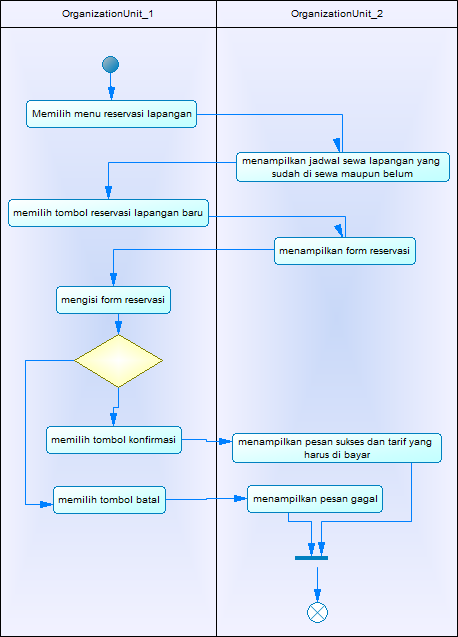 OrganizationUnit_1
OrganizationUnit_2
Memilih menu reservasi lapangan
menampilkan jadwal sewa lapangan yang
sudah di sewa maupun belum
memilih tombol reservasi lapangan baru
menampilkan form reservasi
mengisi form reservasi
memilih tombol konfirmasi
menampilkan pesan sukses dan tarif yang
harus di bayar
memilih tombol batal
menampilkan pesan gagal